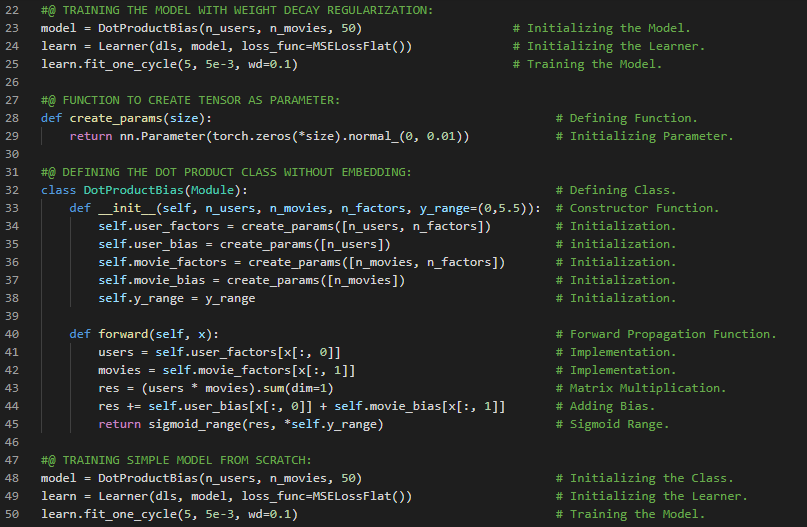 22 #@ TRAINING THE MODEL WITH WEIGHT DECAY REGULARIZATION:
23 model = DotProductBias(n_users, n_movies, 50) # Initializing the Model.
24 learn = Learner(dls, model, loss_func=MSELossFlat()) # Initializing the Learner.
25 learn.fit_one_cycle(5, 5e-3, wd=0.1) # Training the Model.
26
27 #@ FUNCTION TO CREATE TENSOR AS PARAMETER:
28 def create_params(size): # Defining Function.
29     return nn.Parameter(torch.zeros(*size).normal_(0, 0.01)) # Initializing Parameter.
30
31 #@ DEFINING THE DOT PRODUCT CLASS WITHOUT EMBEDDING:
32 class DotProductBias(Module): # Defining Class.
33     def __init__(self, n_users, n_movies, n_factors, y_range=(0,5.5)): # Constructor Function.
34         self.user_factors = create_params([n_users, n_factors]) # Initialization.
35         self.user_bias = create_params([n_users]) # initialization.
36         self.movie_factors = create_params([n_movies, n_factors]) # Initialization.
37         self.movie_bias = create_params([n_movies]) # Initialization.
38         self.y_range = y_range # Initialization.
39
40     def forward(self, x): # Forward Propagation Function.
41         users = self.user_factors[x[:, 0]] # Implementation.
42         movies = self.movie_factors[x[:, 1]] # Implementation.
43         res = (users * movies).sum(dim=1) # Matrix Multiplication.
44         res += self.user_bias[x[:, 0]] + self.movie_bias[x[:, 1]] # Adding Bias.
45         return sigmoid_range(res, *self.y_range) # Sigmoid Range.
46
47 #@ TRAINING SIMPLE MODEL FROM SCRATCH:
48 model = DotProductBias(n_users, n_movies, 50) # Initializing the Class.
49 learn = Learner(dls, model, loss_func=MSELossFlat()) # Initializing the Learner.
50 learn.fit_one_cycle(5, 5e-3, wd=0.1) # Training the Model.